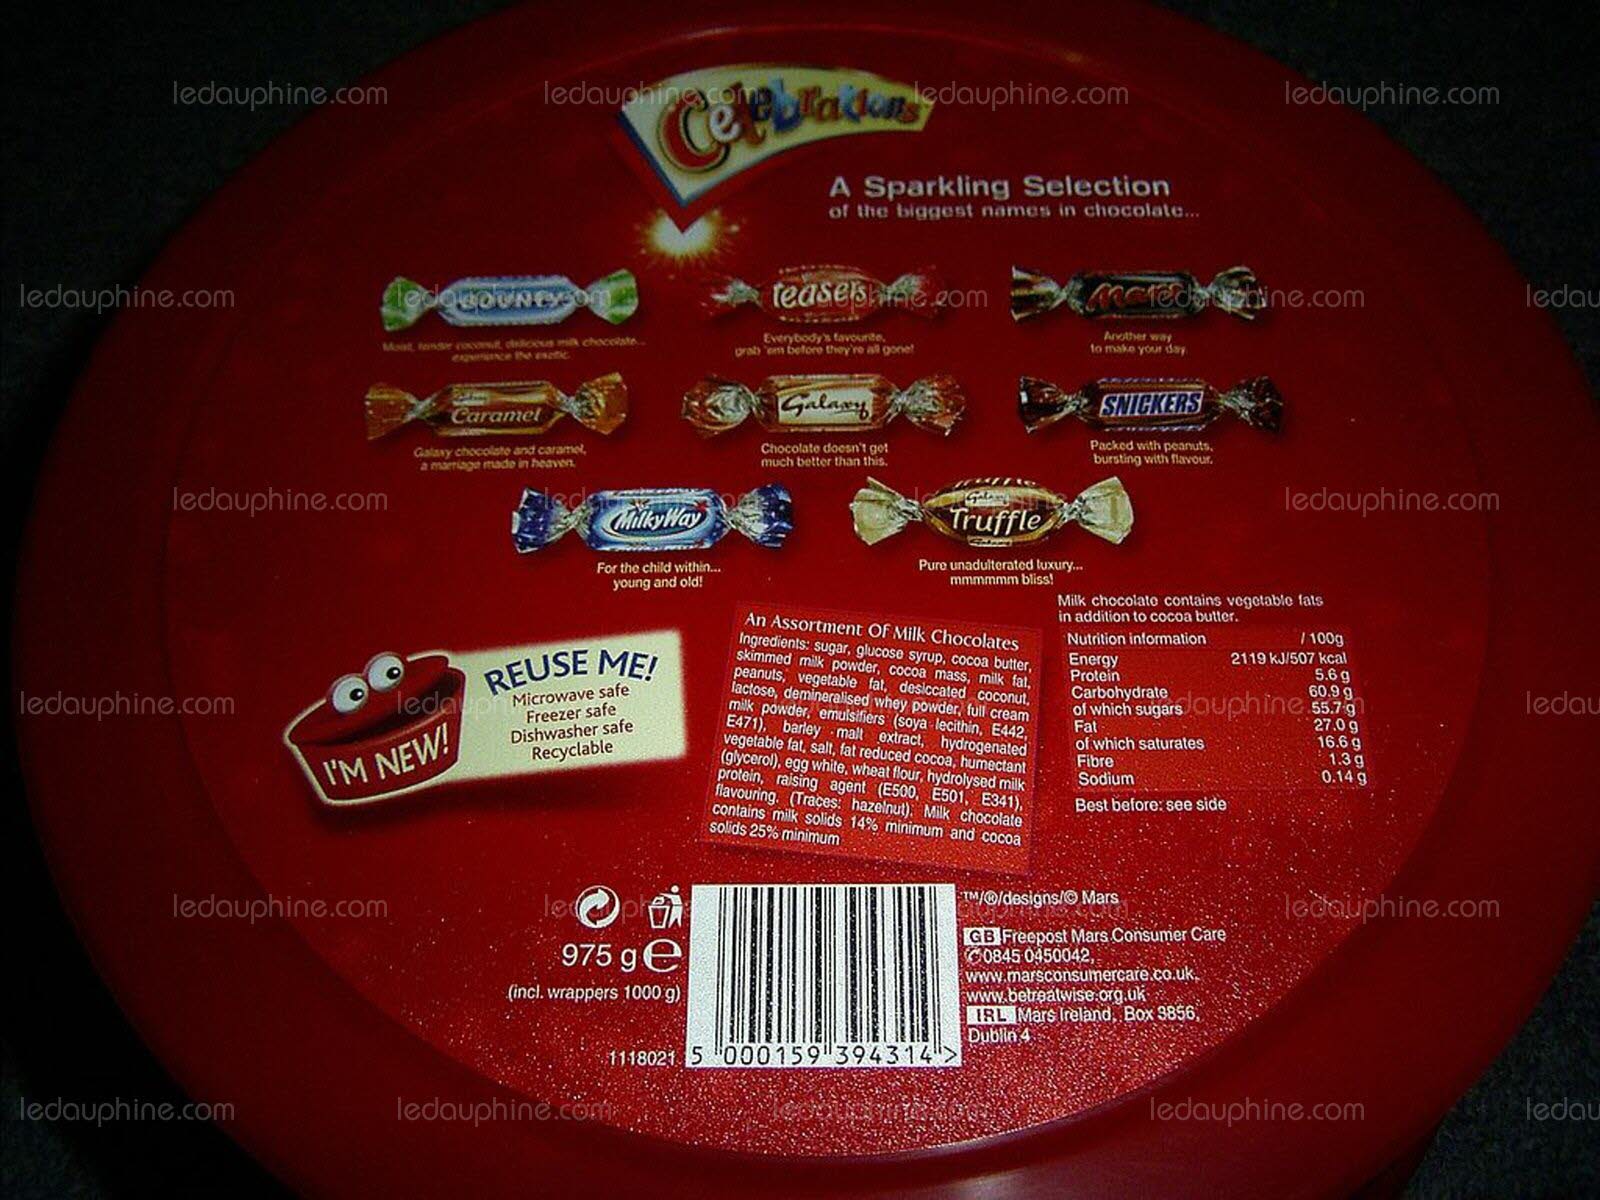 Celebrations
A Sparkling Selection
of the biggest names in chocolate...
BOUNTY
Moist, tender coconut, delicious milk chocolate...
experience the exotic.
teasers
Everybody's favourite,
grab 'em before they're all gone!
Mars
Another way
to make your day.
Caramel
Galaxy chocolate and caramel,
a marriage made in heaven.
Galaxy
Chocolate doesn't get
much better than this.
SNICKERS
Packed with peanuts,
bursting with flavour.
MilkyWay
For the child within...
young and old!
Truffle
Galaxy
Truffle
Galaxy
Pure unadulterated luxury...
mmmmmm bliss!
REUSE ME!
Microwave safe
Freezer safe
Dishwasher safe
Recyclable
I'M NEW!
An Assortment Of Milk Chocolates
Ingredients: sugar, glucose syrup, cocoa butter,
skimmed milk powder, cocoa mass, milk fat,
peanuts, vegetable fat, desiccated coconut,
lactose, demineralised whey powder, full cream
milk powder, emulsifiers (soya lecithin, E442,
E471), barley malt extract, hydrogenated
vegetable fat, salt, fat reduced cocoa, humectant
(glycerol), egg white, wheat flour, hydrolysed milk
protein, raising agent (E500, E501, E341),
flavouring. (Traces: hazelnut). Milk chocolate
contains milk solids 14% minimum and cocoa
solids 25% minimum
Milk chocolate contains vegetable fats
in addition to cocoa butter.
Nutrition information / 100g
Energy 2119 kJ/507 kcal
Protein 5.6 g
Carbohydrate 60.9 g
of which sugars 55.7 g
Fat 27.0 g
of which saturates 16.6 g
Fibre 1.3 g
Sodium 0.14 g
Best before: see side
975 g e
(incl. wrappers 1000 g)
1118021
5 000159 394314 >
™/®/designs/© Mars
GB Freepost Mars Consumer Care
0845 0450042,
www.marsconsumercare.co.uk.
www.betreatwise.org.uk
IRL Mars Ireland, Box 3856,
Dublin 4
ledauphine.com